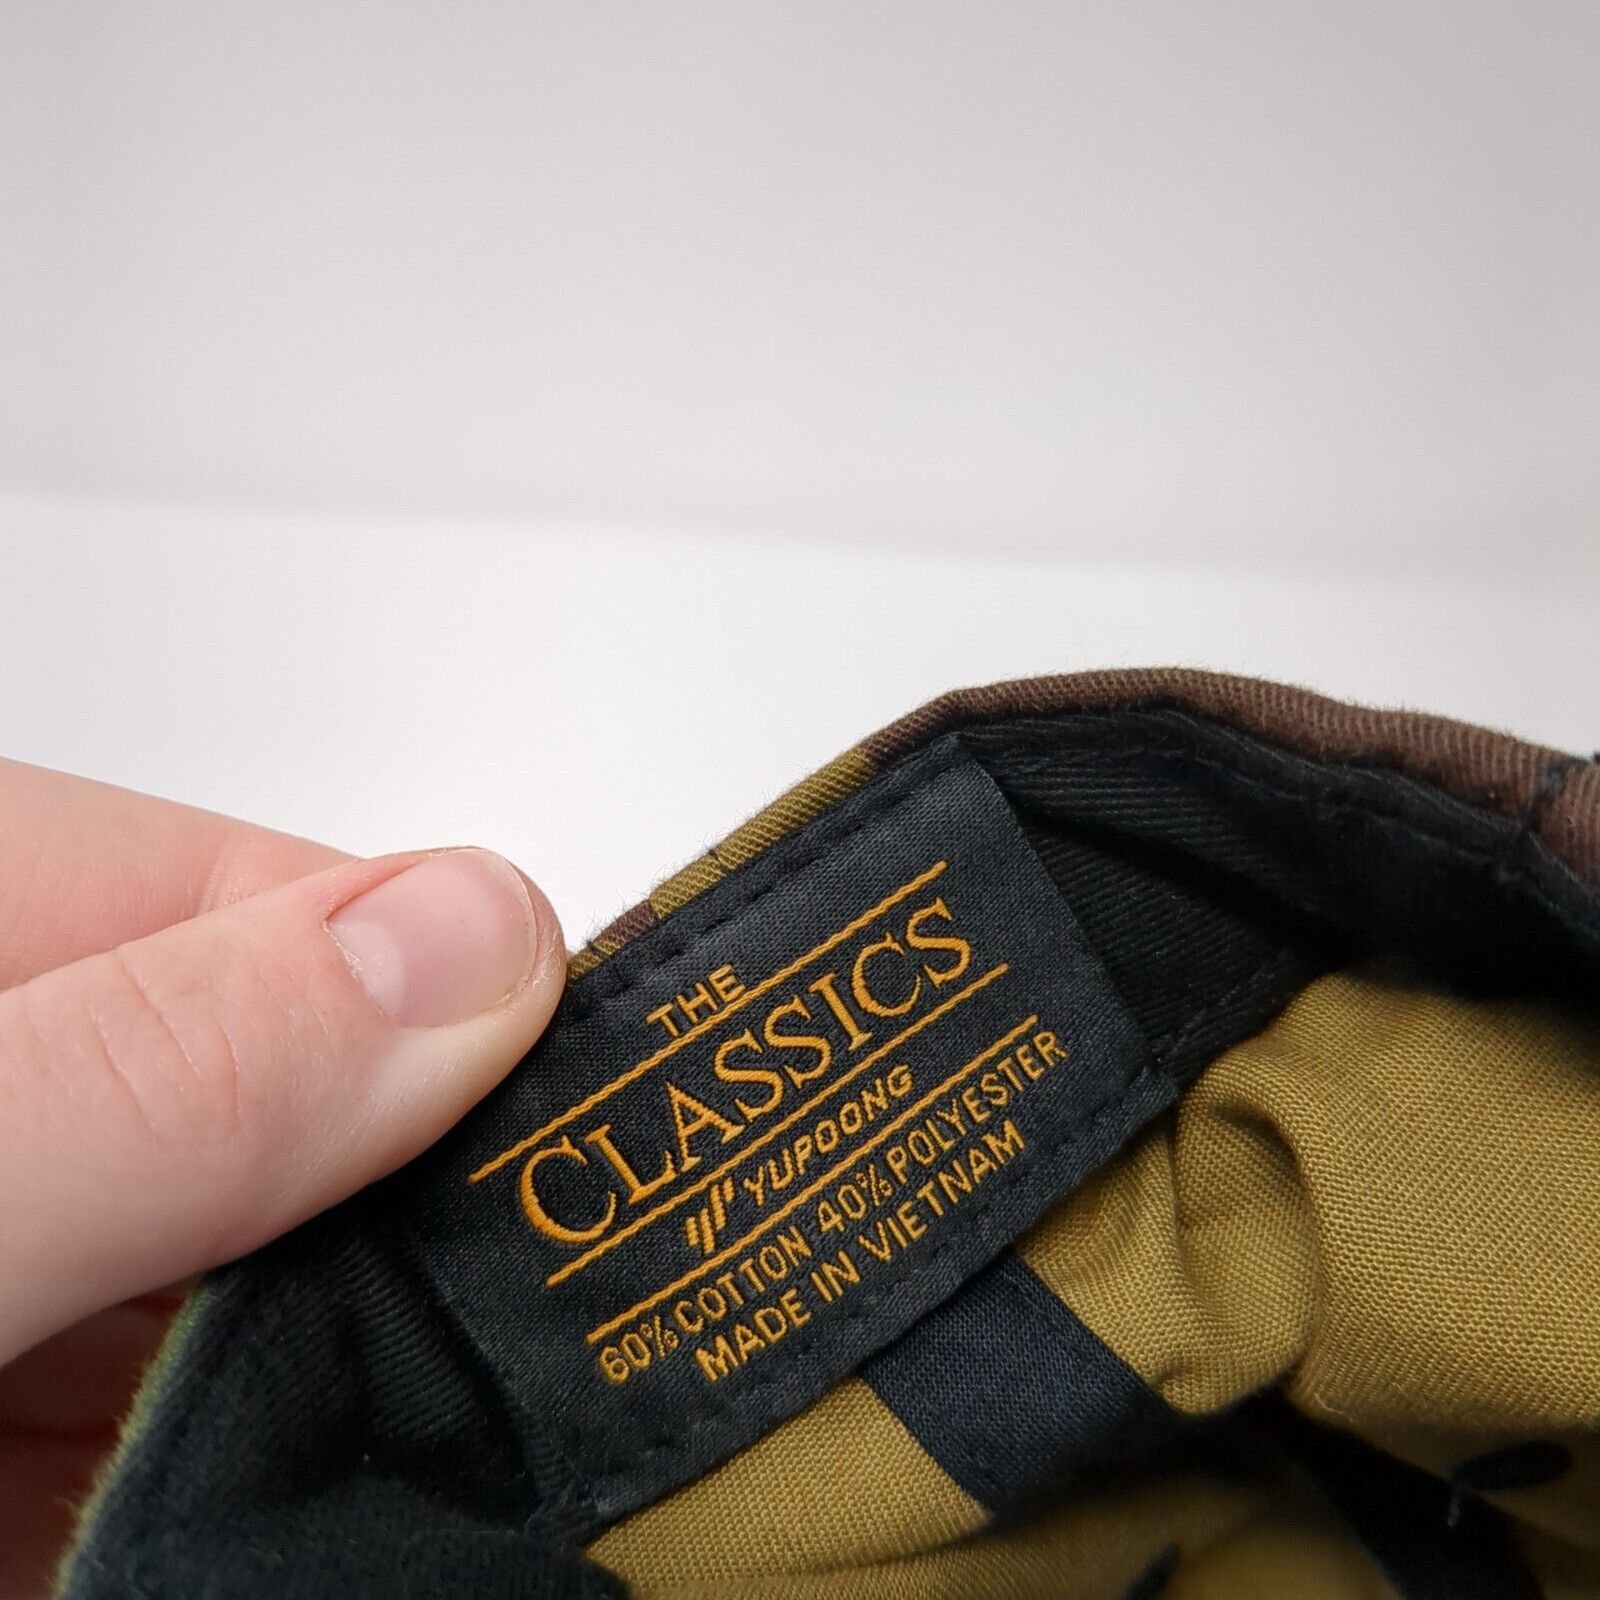 THE
CLASSICS
YUPOONG
60% COTTON 40% POLYESTER
MADE IN VIETNAM